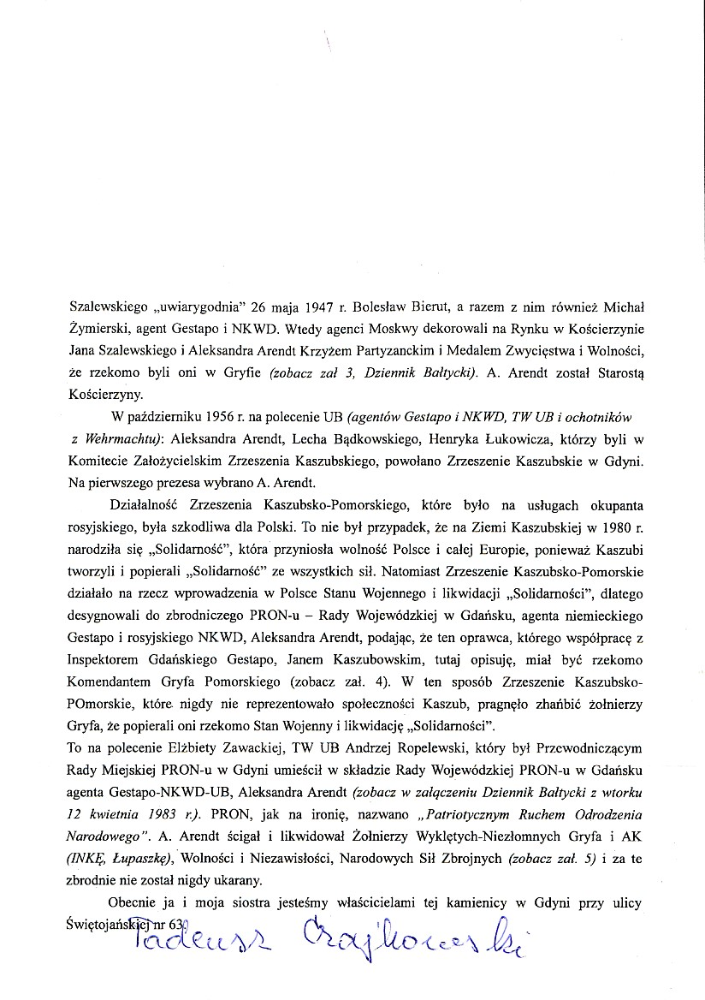 Szalewskiego „uwiarygodnia” 26 maja 1947 r. Bolesław Bierut, a razem z nim również Michał
Żymierski, agent Gestapo i NKWD. Wtedy agenci Moskwy dekorowali na Rynku w Kościerzynie
Jana Szalewskiego i Aleksandra Arendt Krzyżem Partyzanckim i Medalem Zwycięstwa i Wolności,
że rzekomo byli oni w Gryfie (zobacz zał 3, Dziennik Bałtycki). A. Arendt został Starostą
Kościerzyny.
W październiku 1956 r. na polecenie UB (agentów Gestapo i NKWD, TW UB i ochotników
z Wehrmachtu): Aleksandra Arendt, Lecha Bądkowskiego, Henryka Łukowicza, którzy byli w
Komitecie Założycielskim Zrzeszenia Kaszubskiego, powołano Zrzeszenie Kaszubskie w Gdyni.
Na pierwszego prezesa wybrano A. Arendt.
Działalność Zrzeszenia Kaszubsko-Pomorskiego, które było na usługach okupanta
rosyjskiego, była szkodliwa dla Polski. To nie był przypadek, że na Ziemi Kaszubskiej w 1980 r.
narodziła się „Solidarność”, która przyniosła wolność Polsce i całej Europie, ponieważ Kaszubi
tworzyli i popierali „Solidarność” ze wszystkich sił. Natomiast Zrzeszenie Kaszubsko-Pomorskie
działało na rzecz wprowadzenia w Polsce Stanu Wojennego i likwidacji „Solidarności”, dlatego
desygnowali do zbrodniczego PRON-u – Rady Wojewódzkiej w Gdańsku, agenta niemieckiego
Gestapo i rosyjskiego NKWD, Aleksandra Arendt, podając, że ten oprawca, którego współpracę z
Inspektorem Gdańskiego Gestapo, Janem Kaszubowskim, tutaj opisuję, miał być rzekomo
Komendantem Gryfa Pomorskiego (zobacz zał. 4). W ten sposób Zrzeszenie Kaszubsko-
POmorskie, które nigdy nie reprezentowało społeczności Kaszub, pragnęło zhańbić żołnierzy
Gryfa, że popierali oni rzekomo Stan Wojenny i likwidację „Solidarności”.
To na polecenie Elżbiety Zawackiej, TW UB Andrzej Ropelewski, który był Przewodniczącym
Rady Miejskiej PRON-u w Gdyni umieścił w składzie Rady Wojewódzkiej PRON-u w Gdańsku
agenta Gestapo-NKWD-UB, Aleksandra Arendt (zobacz w załączeniu Dziennik Bałtycki z wtorku
12 kwietnia 1983 r.). PRON, jak na ironię, nazwano „Patriotycznym Ruchem Odrodzenia
Narodowego”. A. Arendt ścigał i likwidował Żołnierzy Wyklętych-Niezłomnych Gryfa i AK
(INKĘ, Łupaszkę), Wolności i Niezawisłości, Narodowych Sił Zbrojnych (zobacz zał. 5) i za te
zbrodnie nie został nigdy ukarany.
Obecnie ja i moja siostra jesteśmy właścicielami tej kamienicy w Gdyni przy ulicy
Świętojańskiej nr 63.
Tadeusz Czajkowski